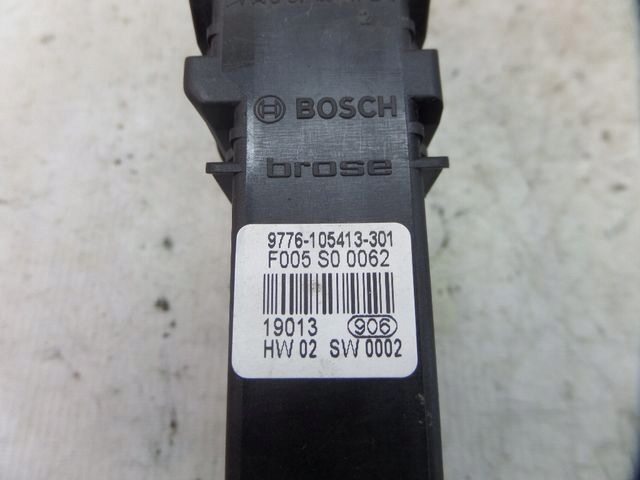 BOSCH
brose
9776-105413-301
F005 S0 0062
19013 906
HW 02 SW 0002